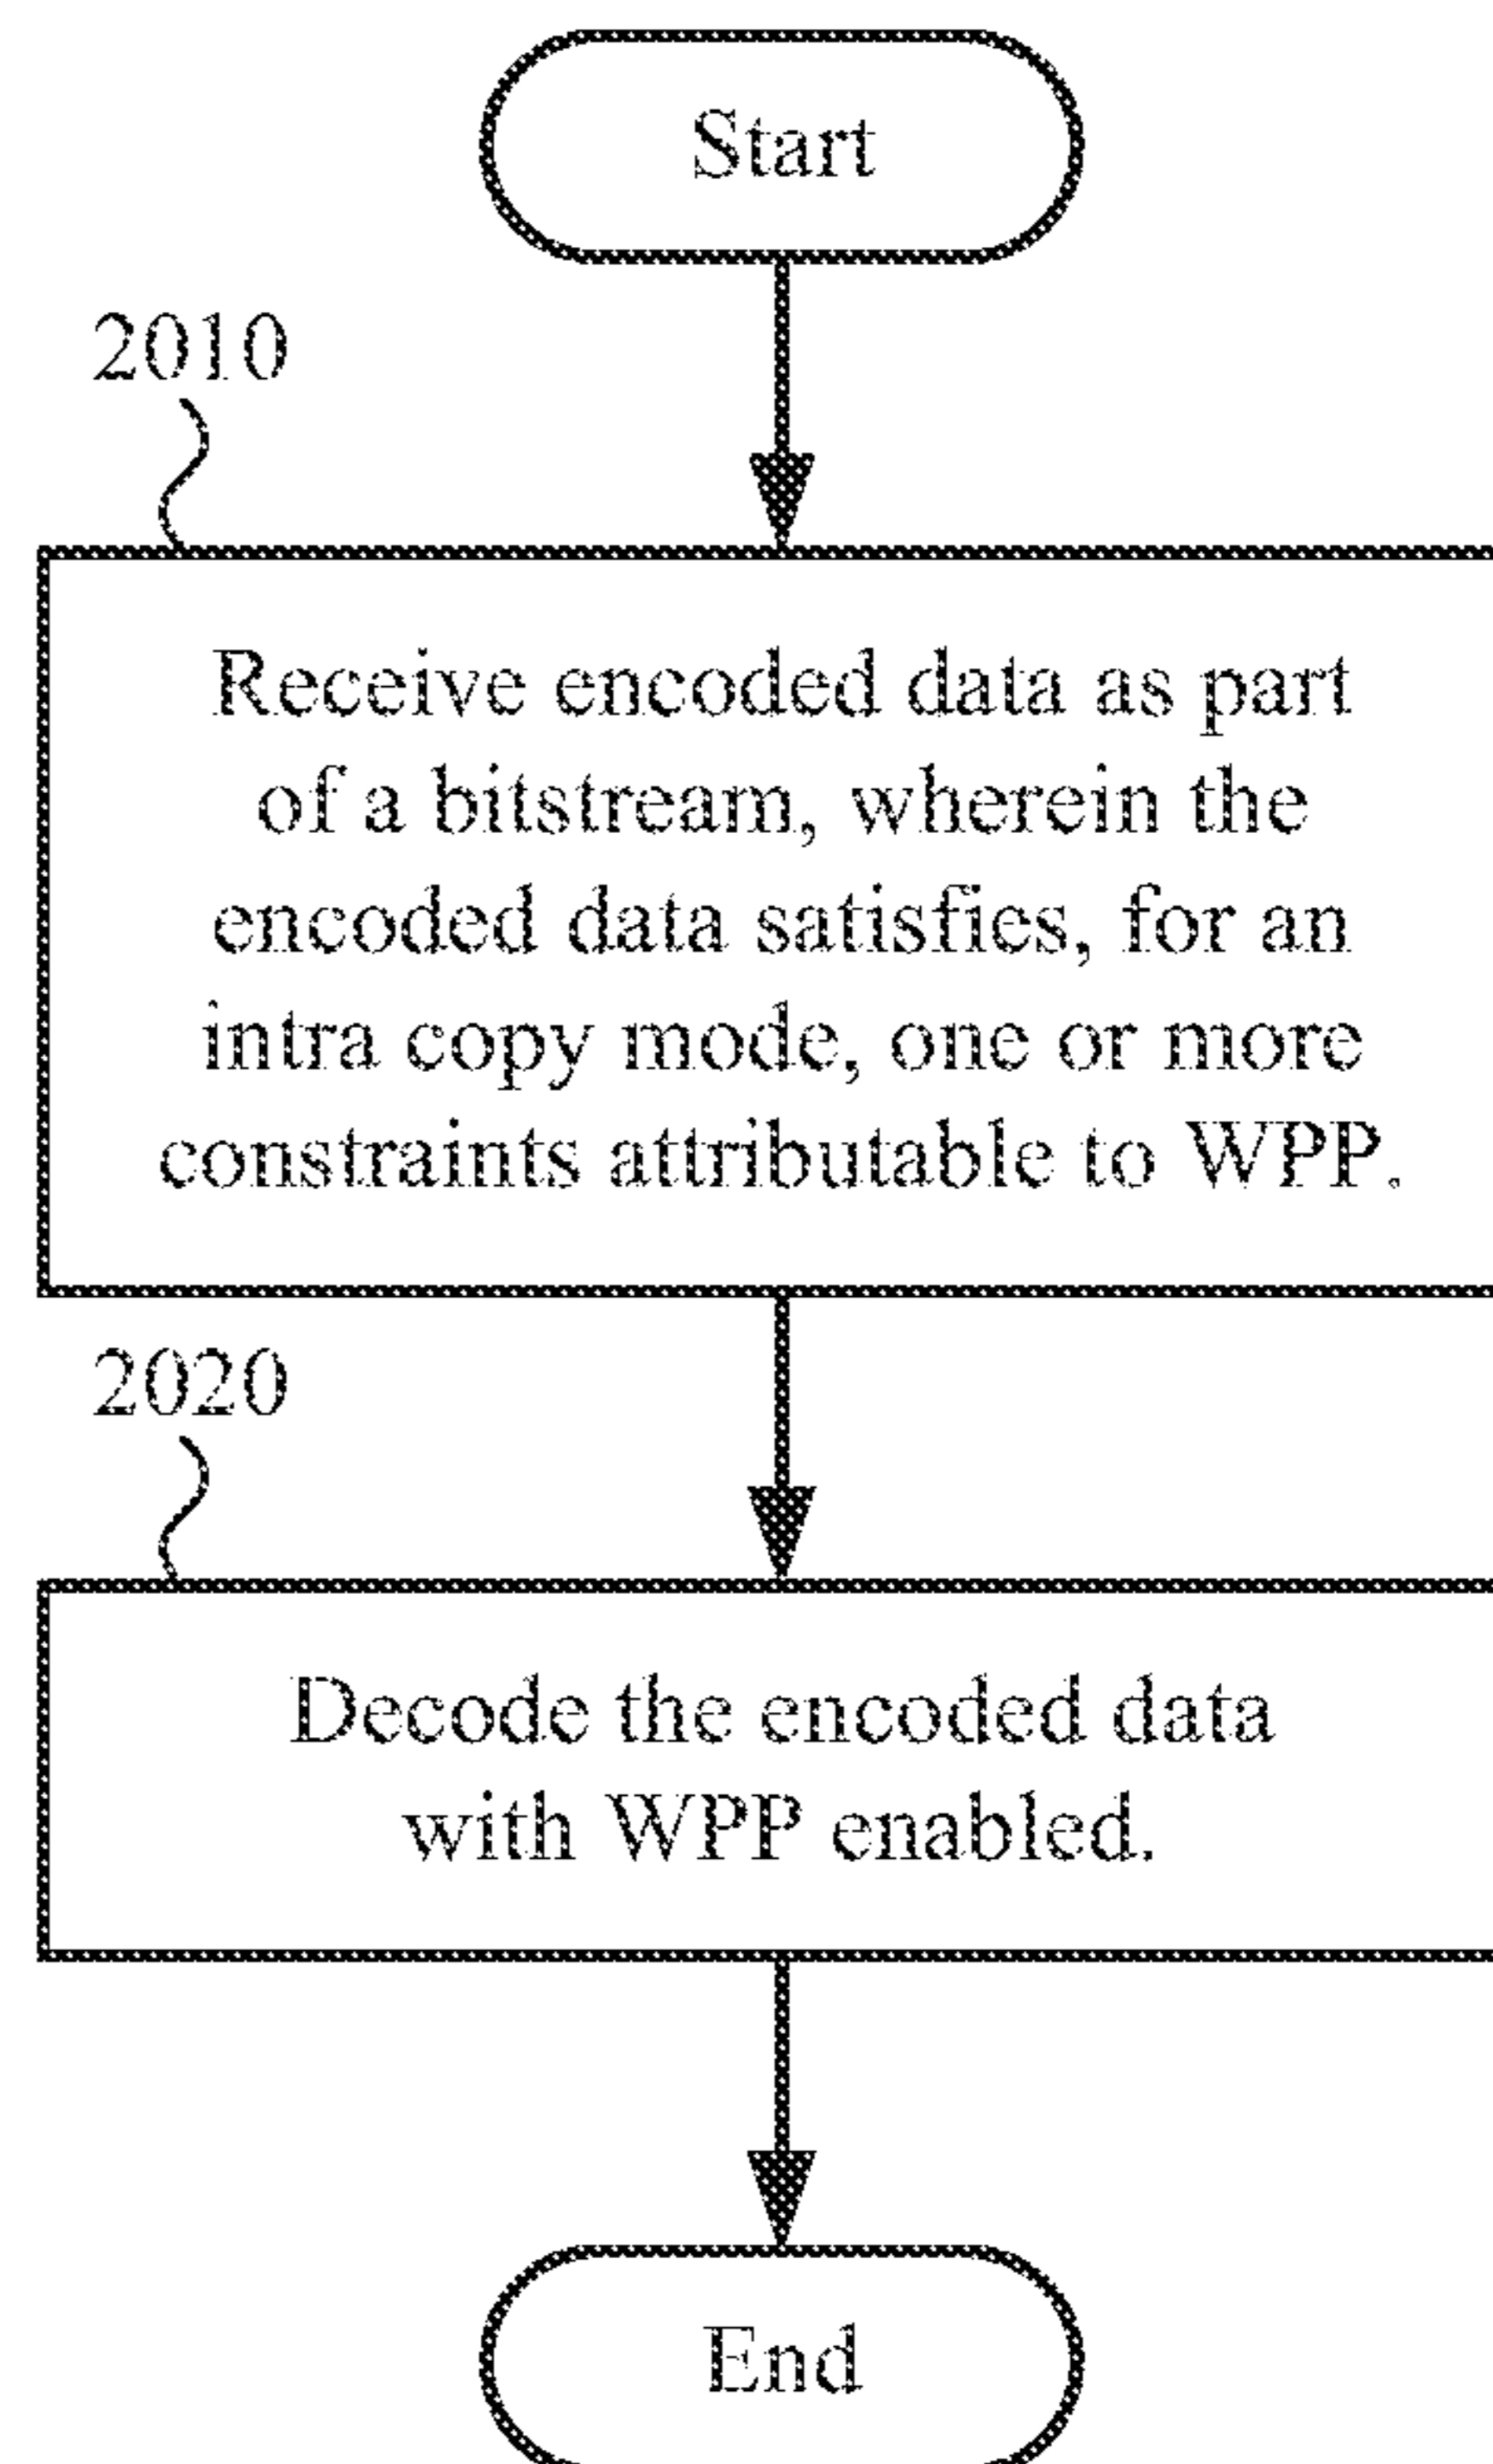 Start
2010
Receive encoded data as part
of a bitstream, wherein the
encoded data satisfies, for an
intra copy mode, one or more
constraints attributable to WPP.
2020
Decode the encoded data
with WPP enabled.
End